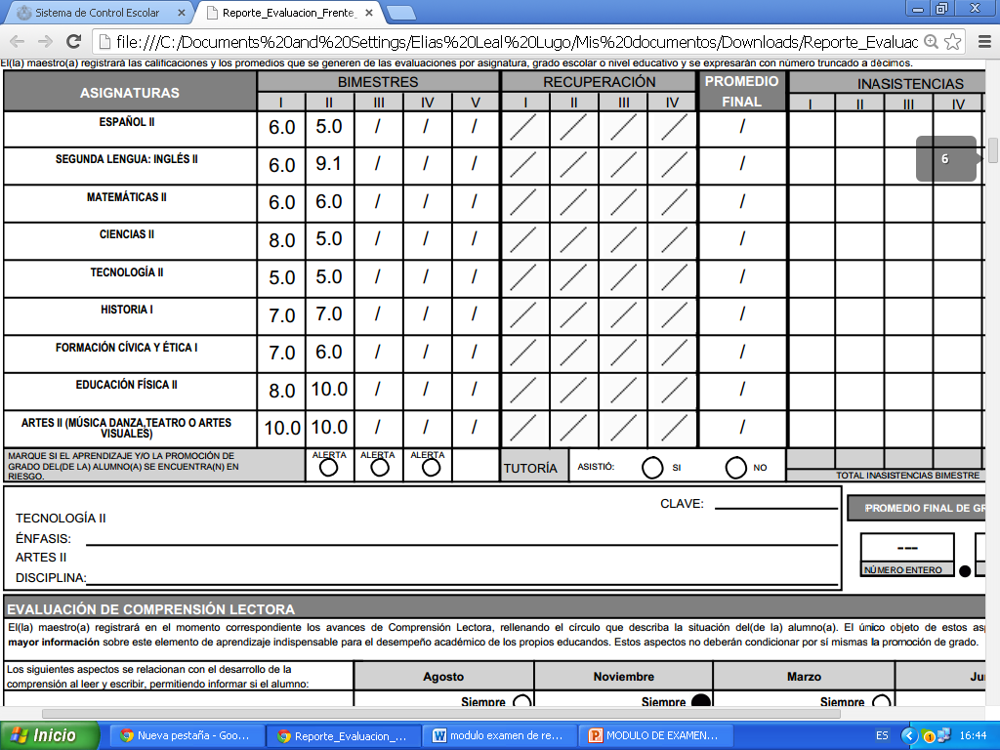 Sistema de Control Escolar
Reporte_Evaluacion_Frente_
file:///C:/Documents%20and%20Settings/Elias%20Leal%20Lugo/Mis%20documentos/Downloads/Reporte_Evaluac
El(la) maestro(a) registrará las calificaciones y los promedios que se generen de las evaluaciones por asignatura, grado escolar o nivel educativo y se expresarán con número truncado a décimos.
ASIGNATURAS BIMESTRES RECUPERACIÓN PROMEDIO FINAL INASISTENCIAS
I II III IV V I II III IV I II III IV
ESPAÑOL II 6.0 5.0 / / / / / / / /
SEGUNDA LENGUA: INGLÉS II 6.0 9.1 / / / / / / / /
MATEMÁTICAS II 6.0 6.0 / / / / / / / /
CIENCIAS II 8.0 5.0 / / / / / / / /
TECNOLOGÍA II 5.0 5.0 / / / / / / / /
HISTORIA I 7.0 7.0 / / / / / / / /
FORMACIÓN CÍVICA Y ÉTICA I 7.0 6.0 / / / / / / / /
EDUCACIÓN FÍSICA II 8.0 10.0 / / / / / / / /
ARTES II (MÚSICA DANZA,TEATRO O ARTES
VISUALES) 10.0 10.0 / / / / / / / /
6
MARQUE SI EL APRENDIZAJE Y/O LA PROMOCIÓN DE
GRADO DEL(DE LA) ALUMNO(A) SE ENCUENTRA(N) EN
RIESGO.
ALERTA ALERTA ALERTA
TUTORÍA ASISTIÓ: SI NO
TOTAL INASISTENCIAS BIMESTRE
CLAVE:
TECNOLOGÍA II
ÉNFASIS:
ARTES II
DISCIPLINA:
PROMEDIO FINAL DE GR
---
NÚMERO ENTERO
EVALUACIÓN DE COMPRENSIÓN LECTORA
El(la) maestro(a) registrará en el momento correspondiente los avances de Comprensión Lectora, rellenando el círculo que describa la situación del(de la) alumno(a). El único objeto de estos asp
mayor información sobre este elemento de aprendizaje indispensable para el desempeño académico de los propios educandos. Estos aspectos no deberán condicionar por sí mismas la promoción de grado.
Los siguientes aspectos se relacionan con el desarrollo de la
comprensión al leer y escribir, permitiendo informar si el alumno:
Agosto Noviembre Marzo Ju
Siempre Siempre Siempre
Inicio Nueva pestaña - Goo... Reporte_Evaluacion_... modulo examen de re... MODULO DE EXAMEN... ES 16:44